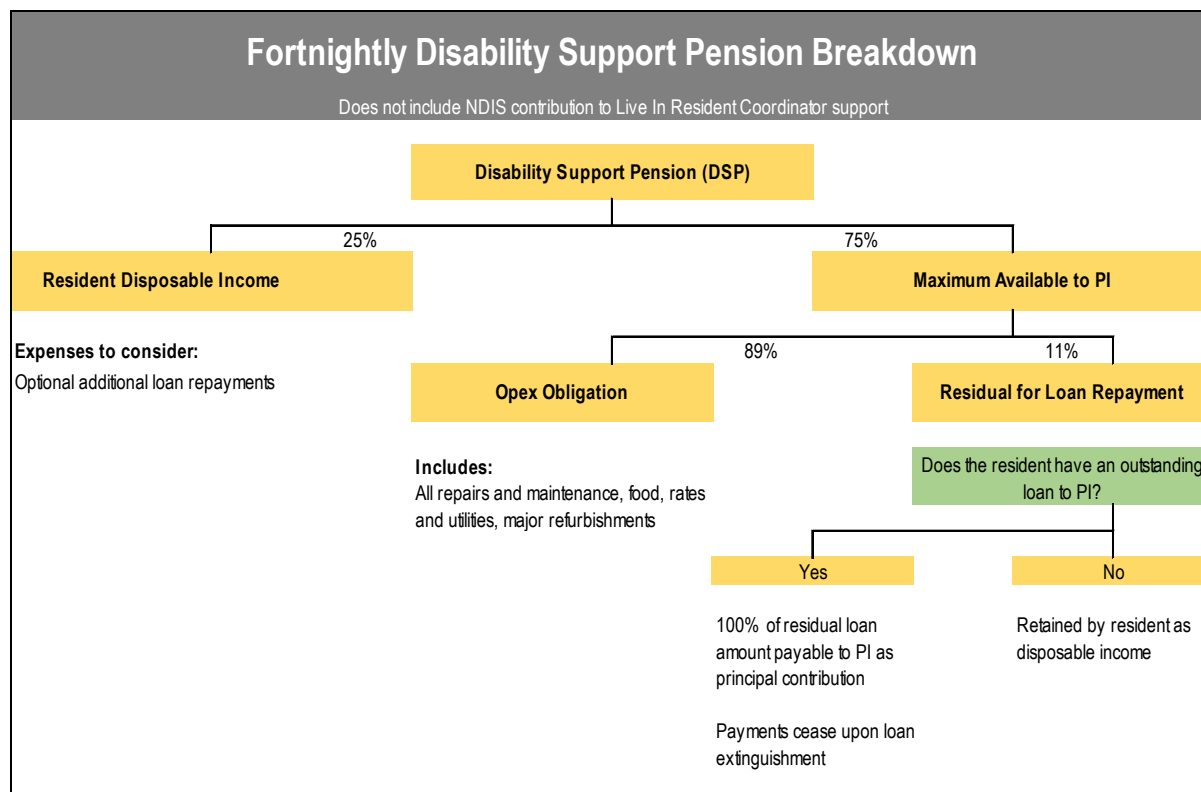 Fortnightly Disability Support Pension Breakdown
Does not include NDIS contribution to Live In Resident Coordinator support
Disability Support Pension (DSP)
25%
75%
Resident Disposable Income
Maximum Available to PI
Expenses to consider:
Optional additional loan repayments
89%
11%
Opex Obligation
Residual for Loan Repayment
Includes:
All repairs and maintenance, food, rates
and utilities, major refurbishments
Does the resident have an outstanding
loan to PI?
Yes
No
100% of residual loan
amount payable to PI as
principal contribution
Payments cease upon loan
extinguishment
Retained by resident as
disposable income